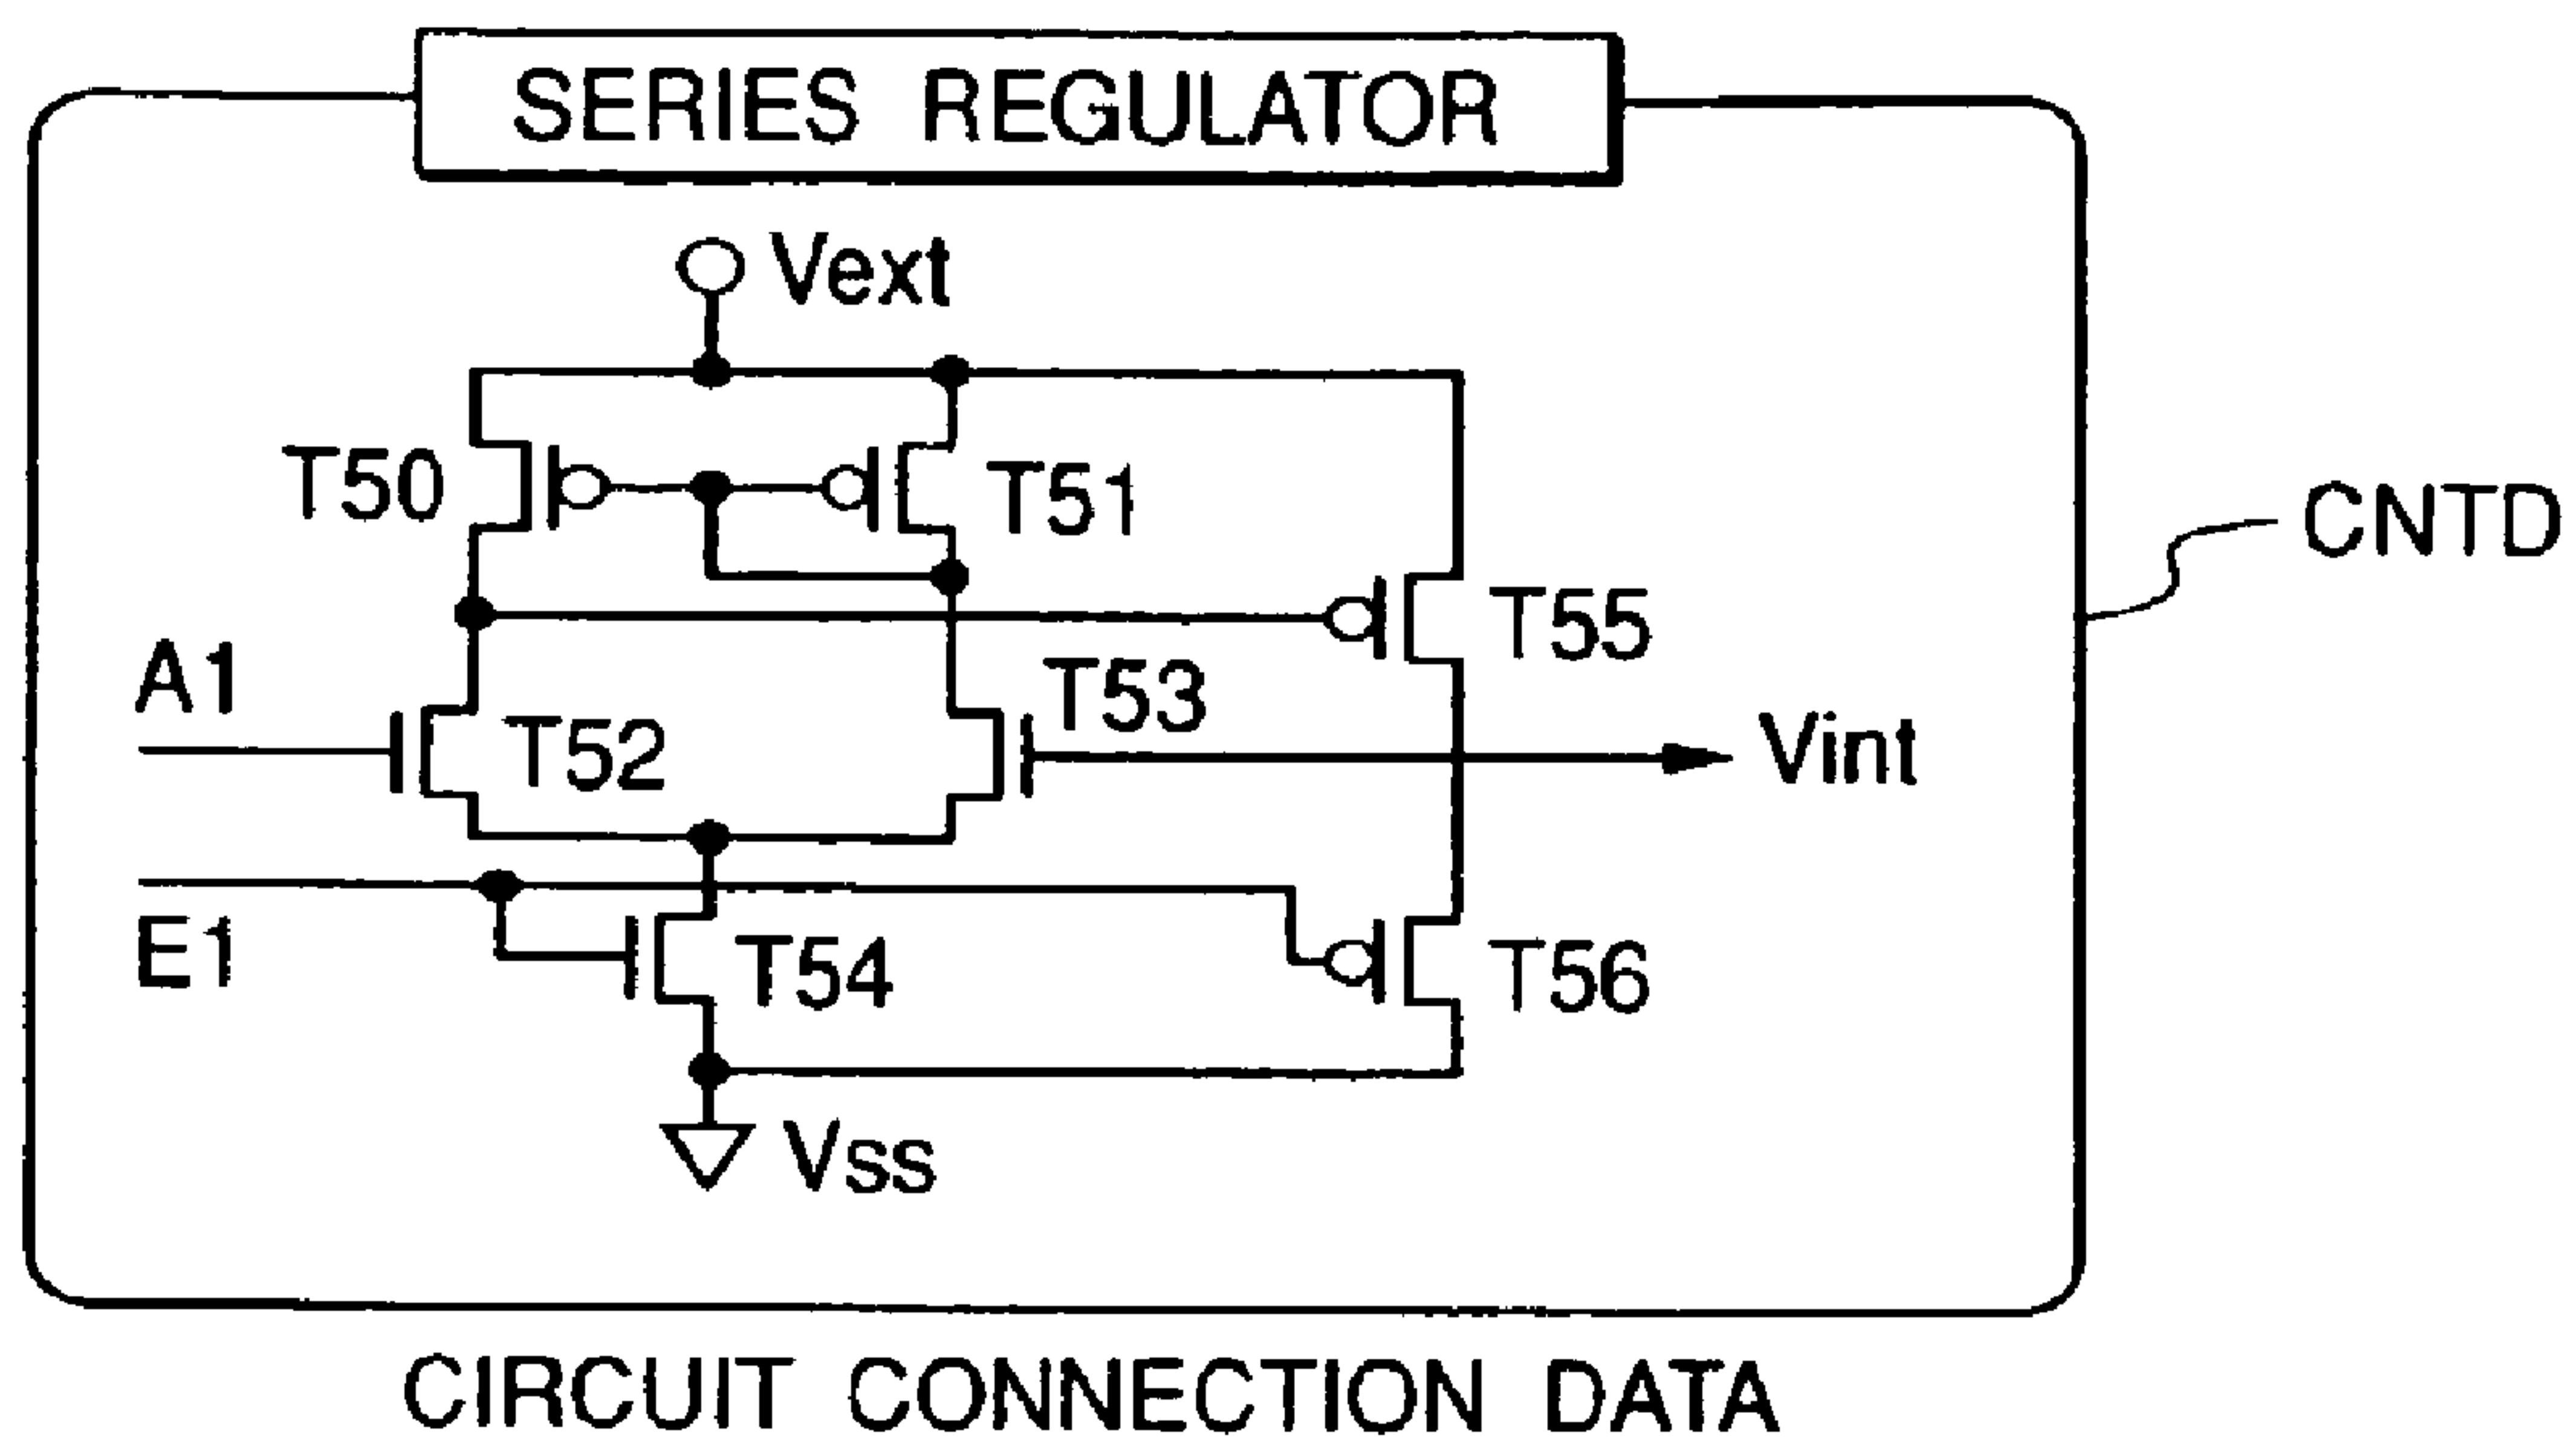 SERIES REGULATOR
Vext
T50
T51
CNTD
T55
A1
T53
T52
Vint
E1
T54
T56
Vss
CIRCUIT CONNECTION DATA